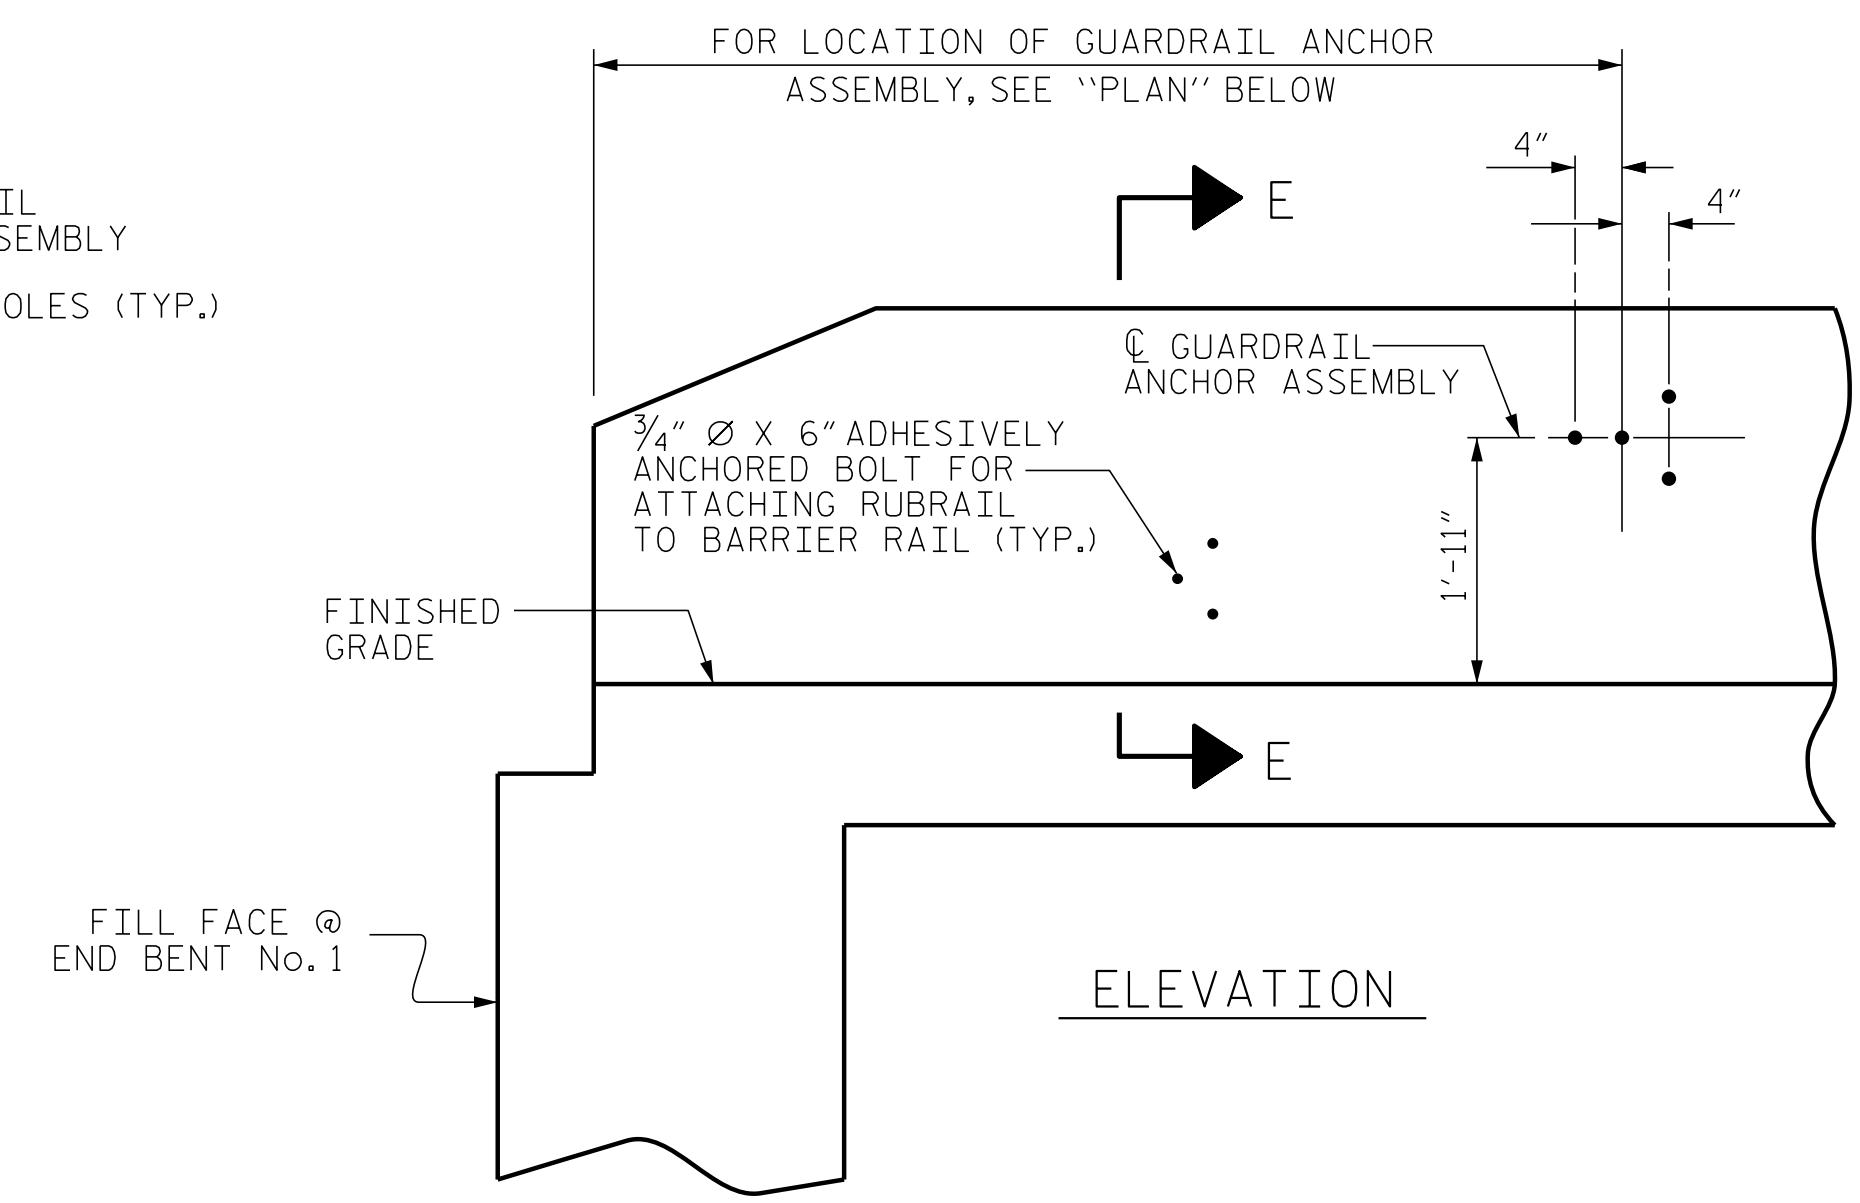 FOR LOCATION OF GUARDRAIL ANCHOR
ASSEMBLY, SEE "PLAN" BELOW
4"
4"
E
IL
SEMBLY
OLES (TYP.)
℄ GUARDRAIL
ANCHOR ASSEMBLY
3/4" Ø X 6" ADHESIVELY
ANCHORED BOLT FOR
ATTACHING RUBRAIL
TO BARRIER RAIL (TYP.)
1'-11"
FINISHED
GRADE
E
FILL FACE @
END BENT No. 1
ELEVATION